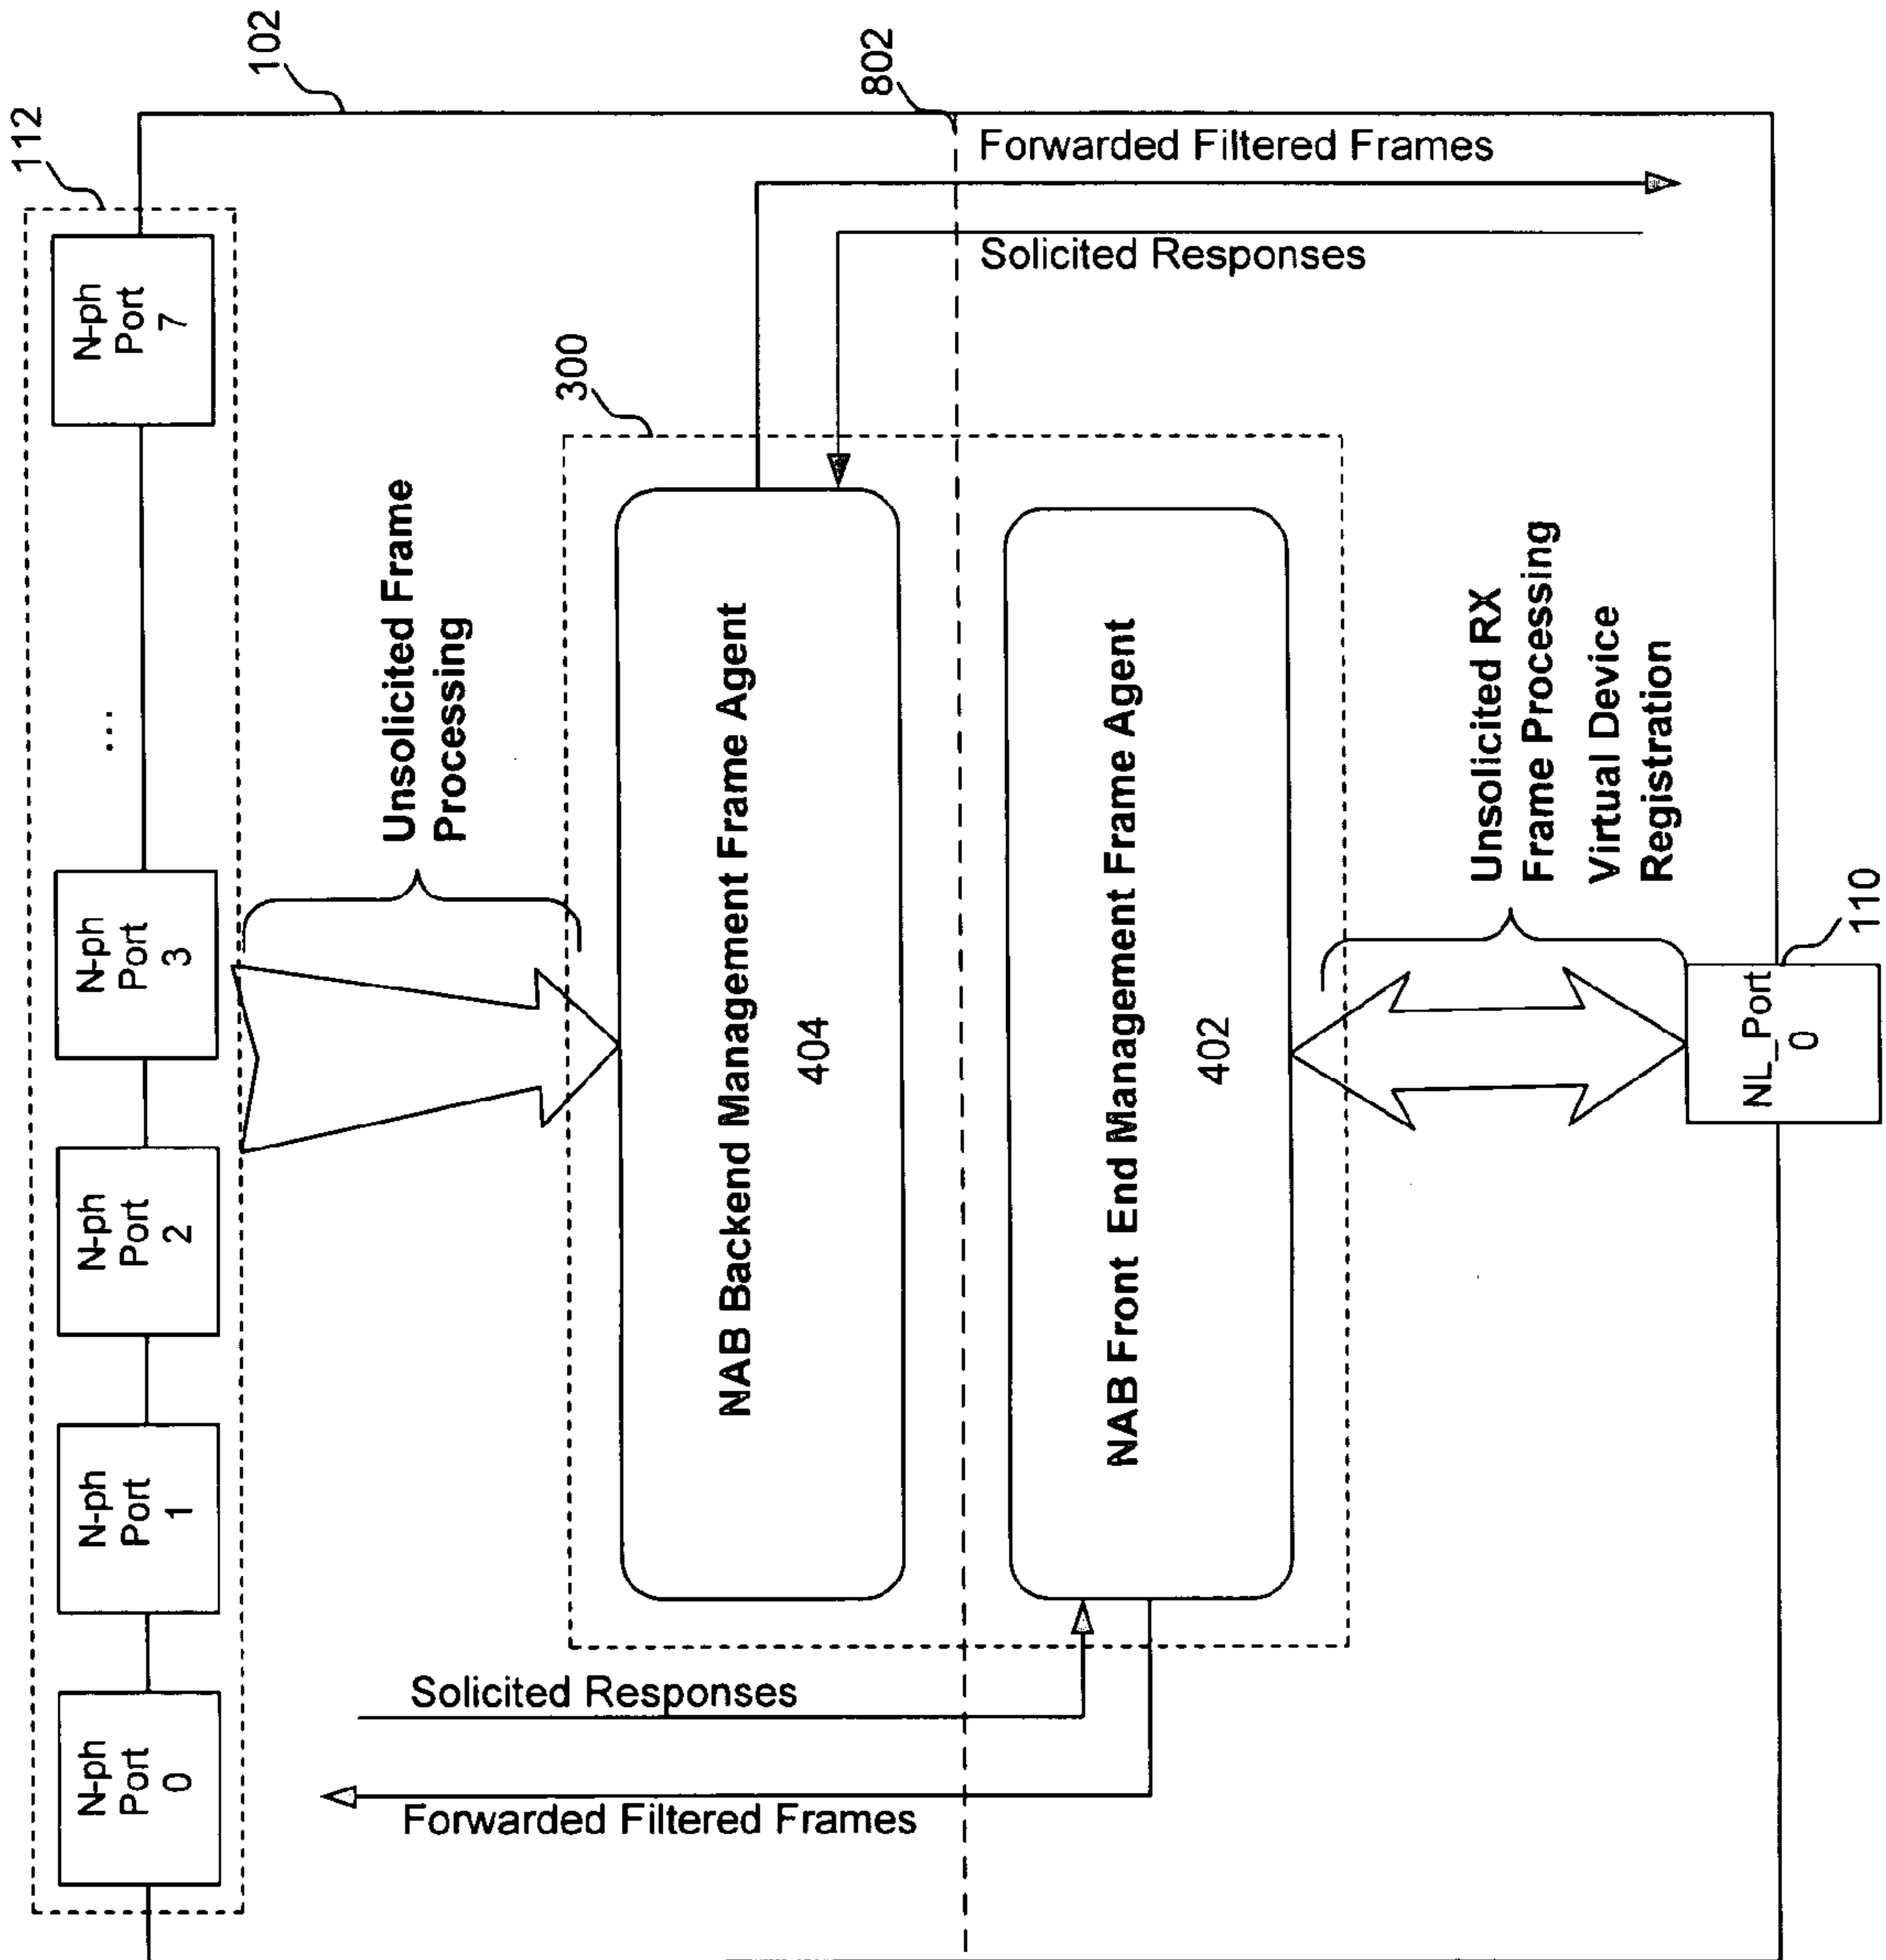 112
102
802
N-ph
Port
0
N-ph
Port
1
N-ph
Port
2
N-ph
Port
3
...
N-ph
Port
7
Unsolicited Frame
Processing
300
Solicited Responses
Forwarded Filtered Frames
NAB Backend Management Frame Agent
404
Forwarded Filtered Frames
Solicited Responses
NAB Front End Management Frame Agent
402
Unsolicited RX
Frame Processing
Virtual Device
Registration
NL_Port
0
110